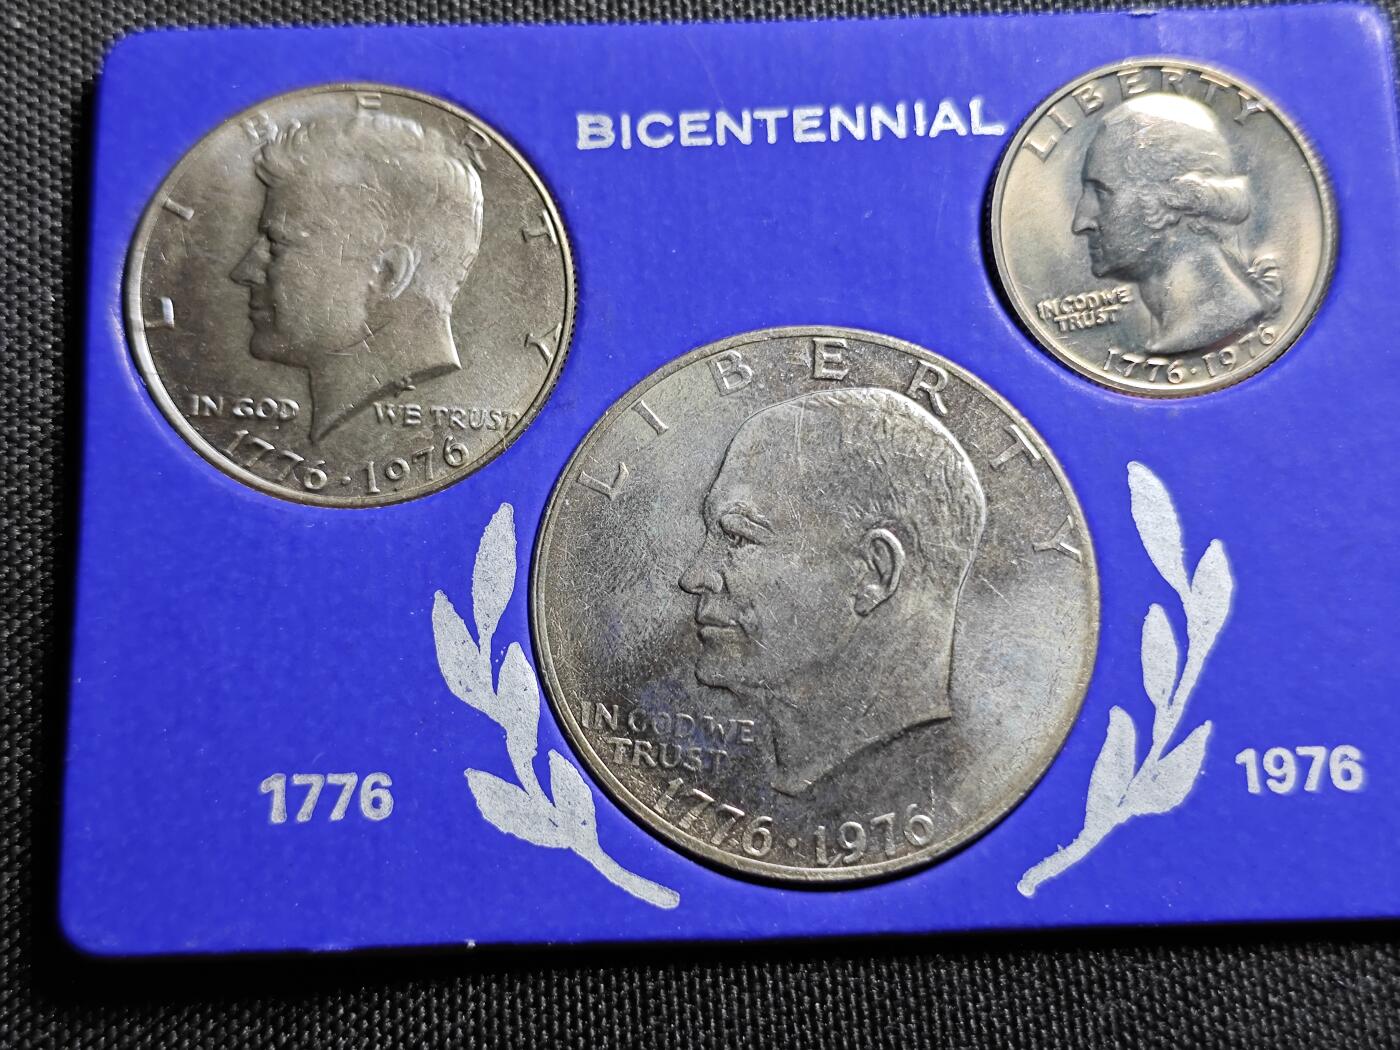 BICENTENNIAL
LIBERTY
IN GOD WE TRUST
1776·1976
LIBERTY
IN GOD WE
TRUST
1776·1976
LIBERTY
IN GOD WE
TRUST
1776·1976
1776
1976